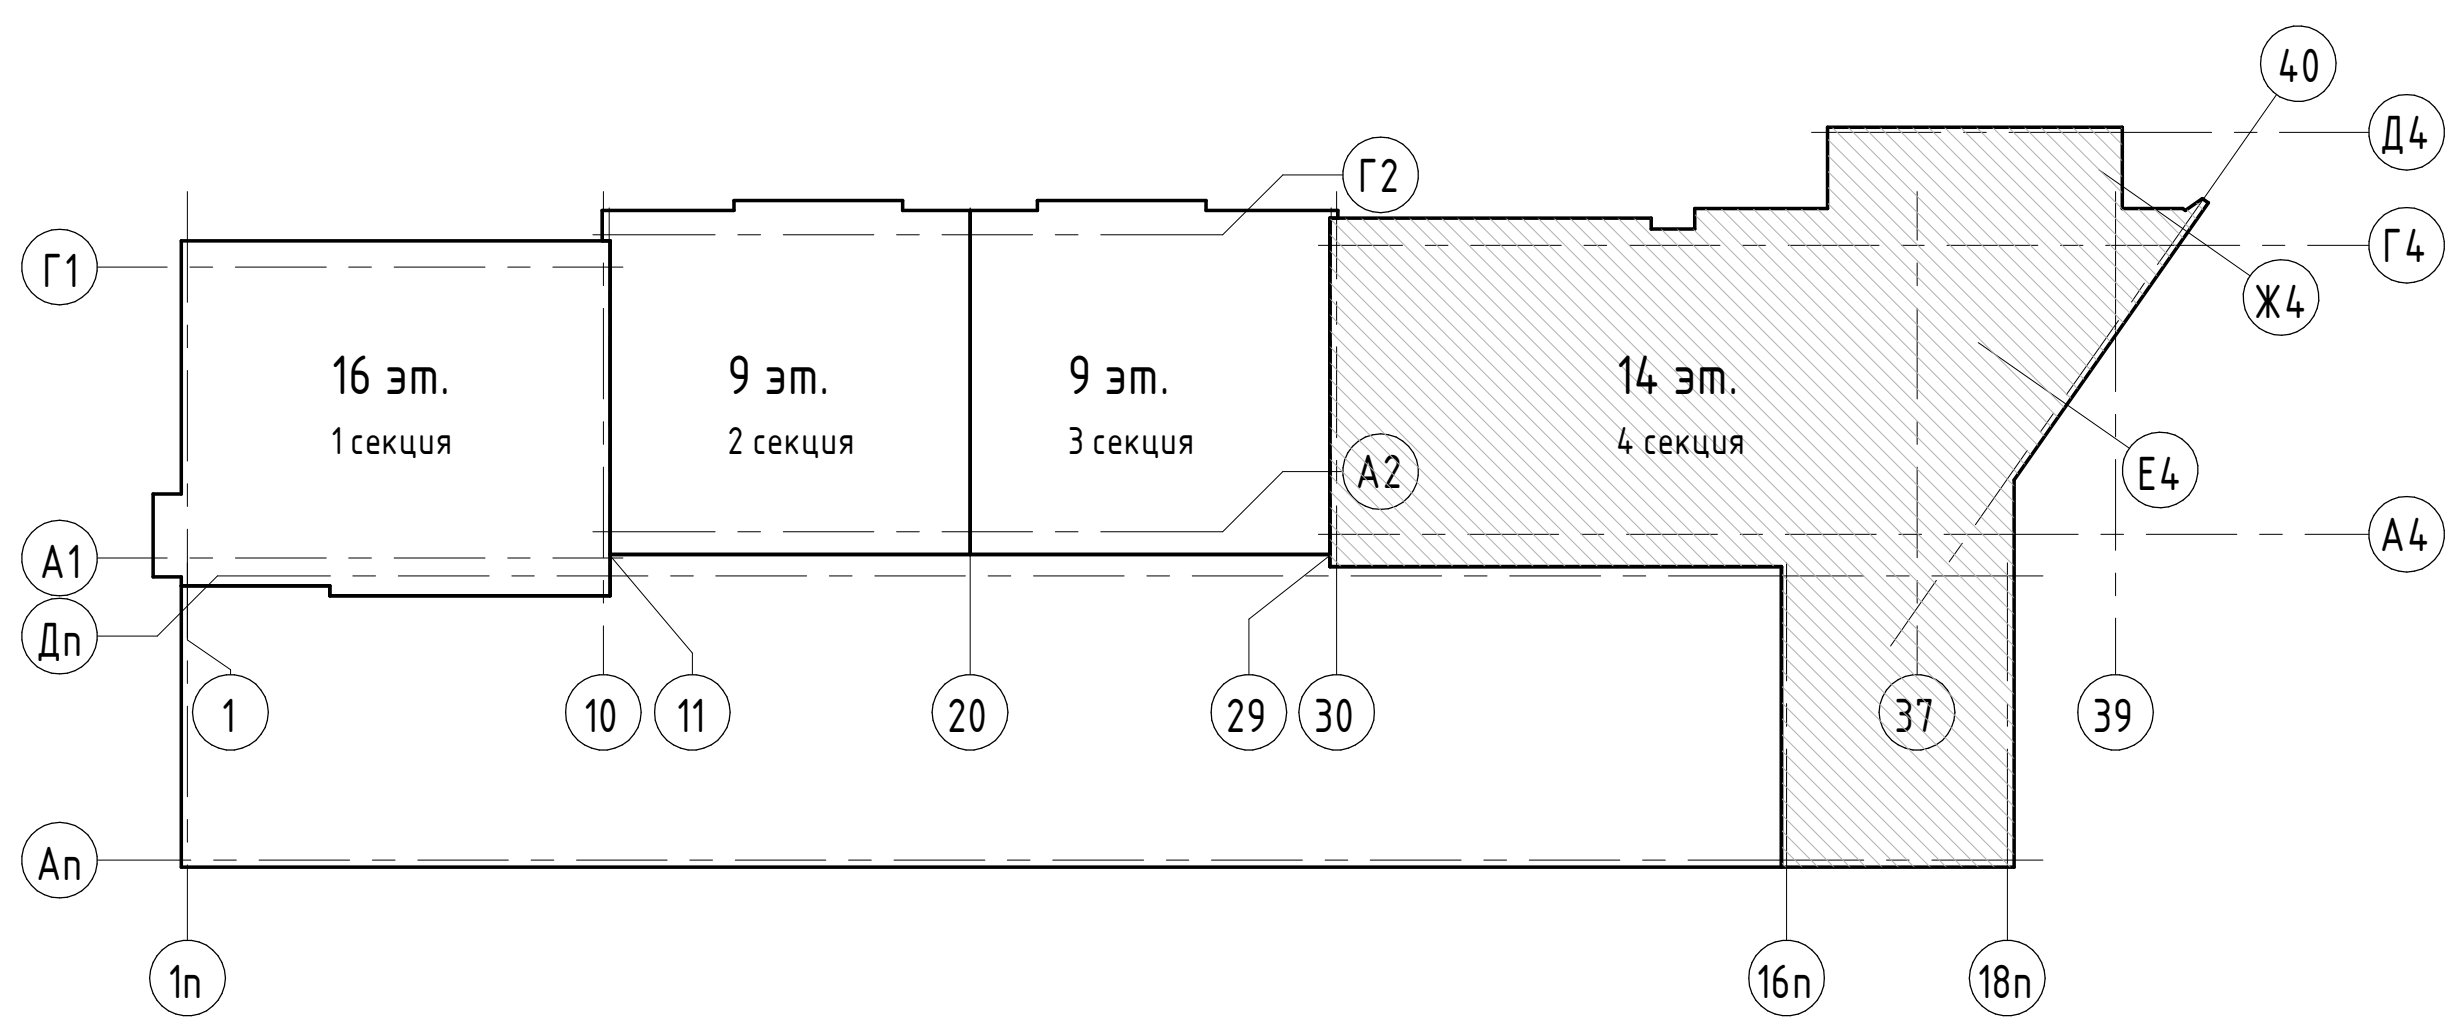 40
Д4
Г2
Г4
Г1
Ж4
16 эт.
9 эт.
9 эт.
14 эт.
1 секция
2 секция
3 секция
4 секция
А2
Е4
А4
А1
Дп
1
10
11
20
29
30
37
39
Ап
1п
16п
18п